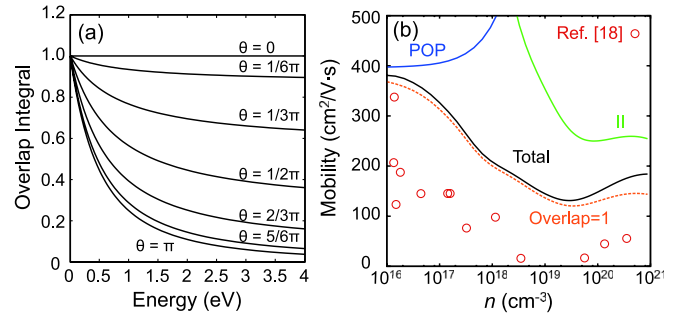 (a)
θ = 0
θ = 1/6π
θ = 1/3π
θ = 1/2π
θ = 2/3π
θ = 5/6π
θ = π
1.2
1.0
0.8
0.6
0.4
0.2
0
0
0.5
1
1.5
2
2.5
3
3.5
4
Overlap Integral
Energy (eV)
(b)
POP
Ref. [18]
II
Total
Overlap=1
500
400
300
200
100
0
10^16
10^17
10^18
10^19
10^20
10^21
Mobility (cm²/V·s)
n (cm⁻³)